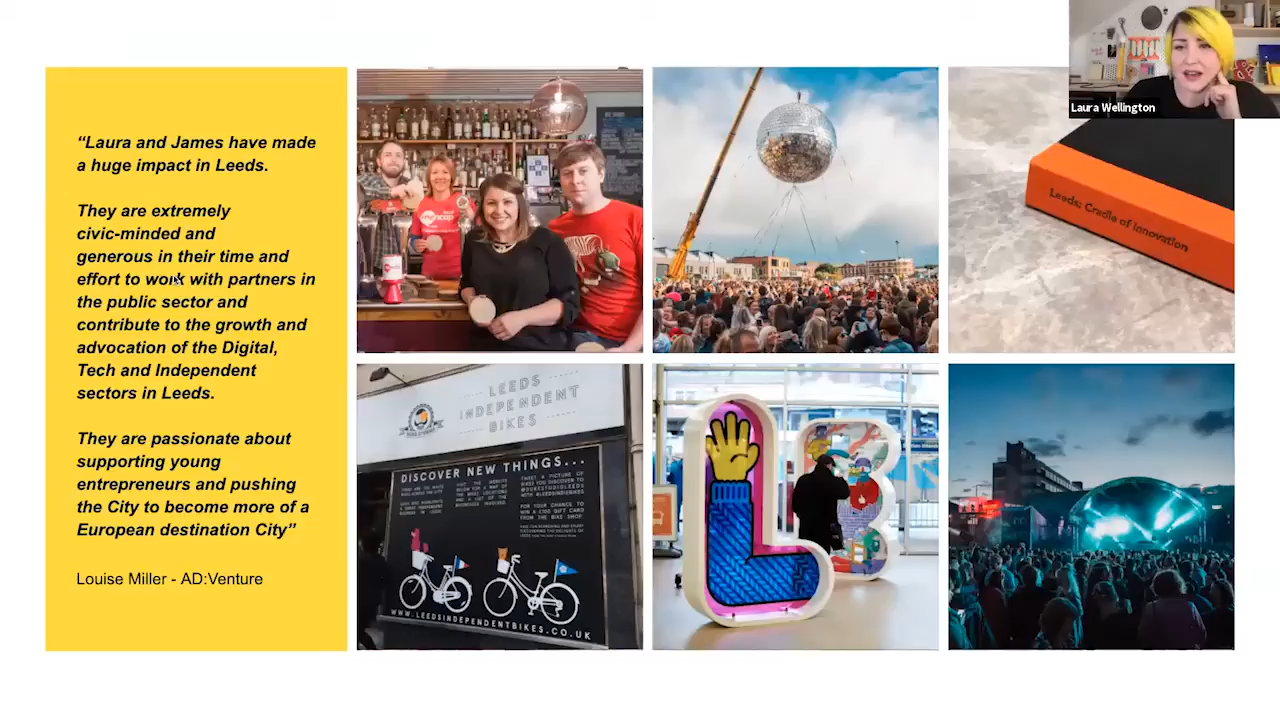 “Laura and James have made
a huge impact in Leeds.
They are extremely
civic-minded and
generous in their time and
effort to work with partners in
the public sector and
contribute to the growth and
advocation of the Digital,
Tech and Independent
sectors in Leeds.
They are passionate about
supporting young
entrepreneurs and pushing
the City to become more of a
European destination City”
Louise Miller - AD:Venture
Laura Wellington
Leeds: Cradle of Innovation
LEEDS
INDEPENDENT
BIKES
DISCOVER NEW THINGS...
WWW.LEEDSINDEPENDENTBIKES.CO.UK